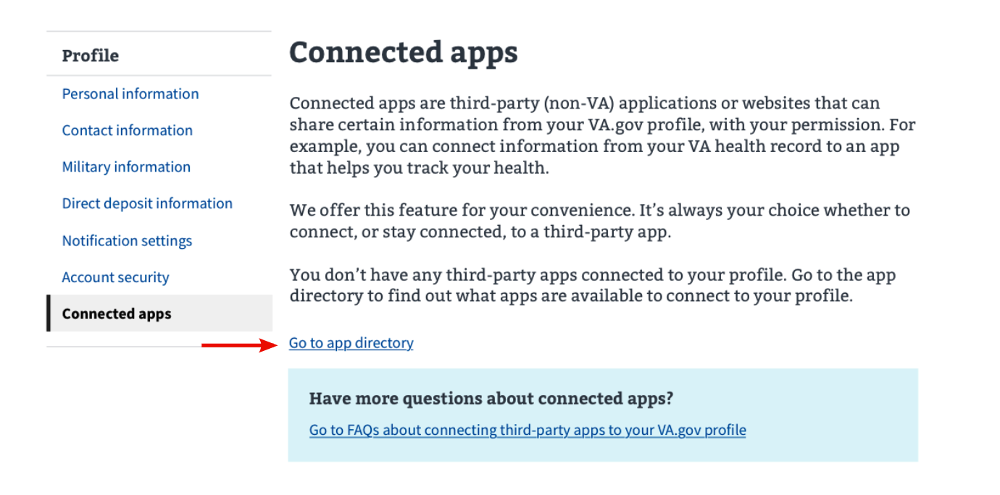 Profile
Personal information
Contact information
Military information
Direct deposit information
Notification settings
Account security
Connected apps
Connected apps
Connected apps are third-party (non-VA) applications or websites that can
share certain information from your VA.gov profile, with your permission. For
example, you can connect information from your VA health record to an app
that helps you track your health.
We offer this feature for your convenience. It’s always your choice whether to
connect, or stay connected, to a third-party app.
You don’t have any third-party apps connected to your profile. Go to the app
directory to find out what apps are available to connect to your profile.
Go to app directory
Have more questions about connected apps?
Go to FAQs about connecting third-party apps to your VA.gov profile